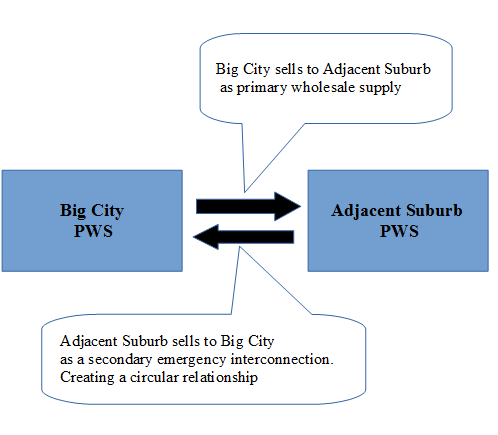 Big City sells to Adjacent Suburb
as primary wholesale supply
Big City
PWS
Adjacent Suburb
PWS
Adjacent Suburb sells to Big City
as a secondary emergency interconnection.
Creating a circular relationship